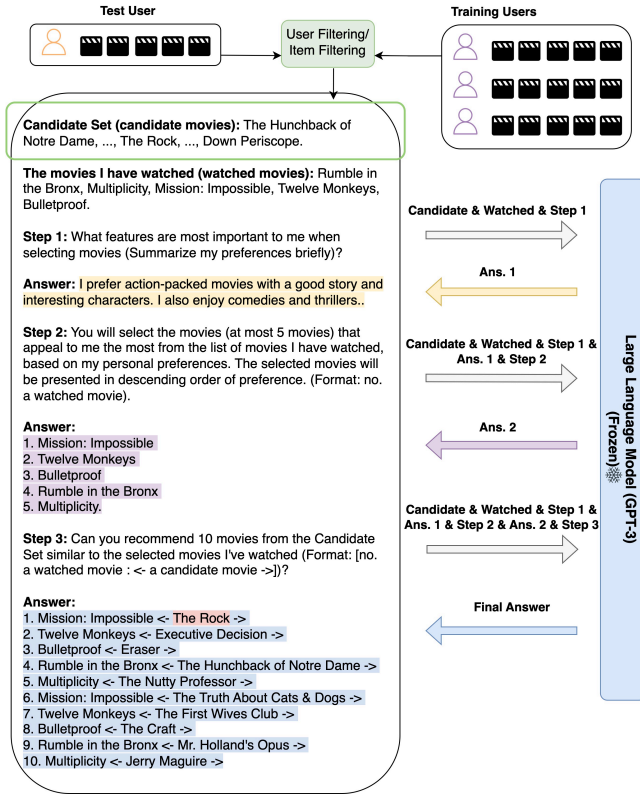 Test User
User Filtering/
Item Filtering
Training Users
Candidate Set (candidate movies): The Hunchback of
Notre Dame, ..., The Rock, ..., Down Periscope.
The movies I have watched (watched movies): Rumble in
the Bronx, Multiplicity, Mission: Impossible, Twelve Monkeys,
Bulletproof.
Step 1: What features are most important to me when
selecting movies (Summarize my preferences briefly)?
Answer: I prefer action-packed movies with a good story and
interesting characters. I also enjoy comedies and thrillers..
Step 2: You will select the movies (at most 5 movies) that
appeal to me the most from the list of movies I have watched,
based on my personal preferences. The selected movies will
be presented in descending order of preference. (Format: no.
a watched movie).
Answer:
1. Mission: Impossible
2. Twelve Monkeys
3. Bulletproof
4. Rumble in the Bronx
5. Multiplicity.
Step 3: Can you recommend 10 movies from the Candidate
Set similar to the selected movies I've watched (Format: [no.
a watched movie : <- a candidate movie ->])?
Answer:
1. Mission: Impossible <- The Rock ->
2. Twelve Monkeys <- Executive Decision ->
3. Bulletproof <- Eraser ->
4. Rumble in the Bronx <- The Hunchback of Notre Dame ->
5. Multiplicity <- The Nutty Professor ->
6. Mission: Impossible <- The Truth About Cats & Dogs ->
7. Twelve Monkeys <- The First Wives Club ->
8. Bulletproof <- The Craft ->
9. Rumble in the Bronx <- Mr. Holland's Opus ->
10. Multiplicity <- Jerry Maguire ->
Candidate & Watched & Step 1
Ans. 1
Candidate & Watched & Step 1 &
Ans. 1 & Step 2
Ans. 2
Candidate & Watched & Step 1 &
Ans. 1 & Step 2 & Ans. 2 & Step 3
Final Answer
Large Language Model (GPT-3)
(Frozen)